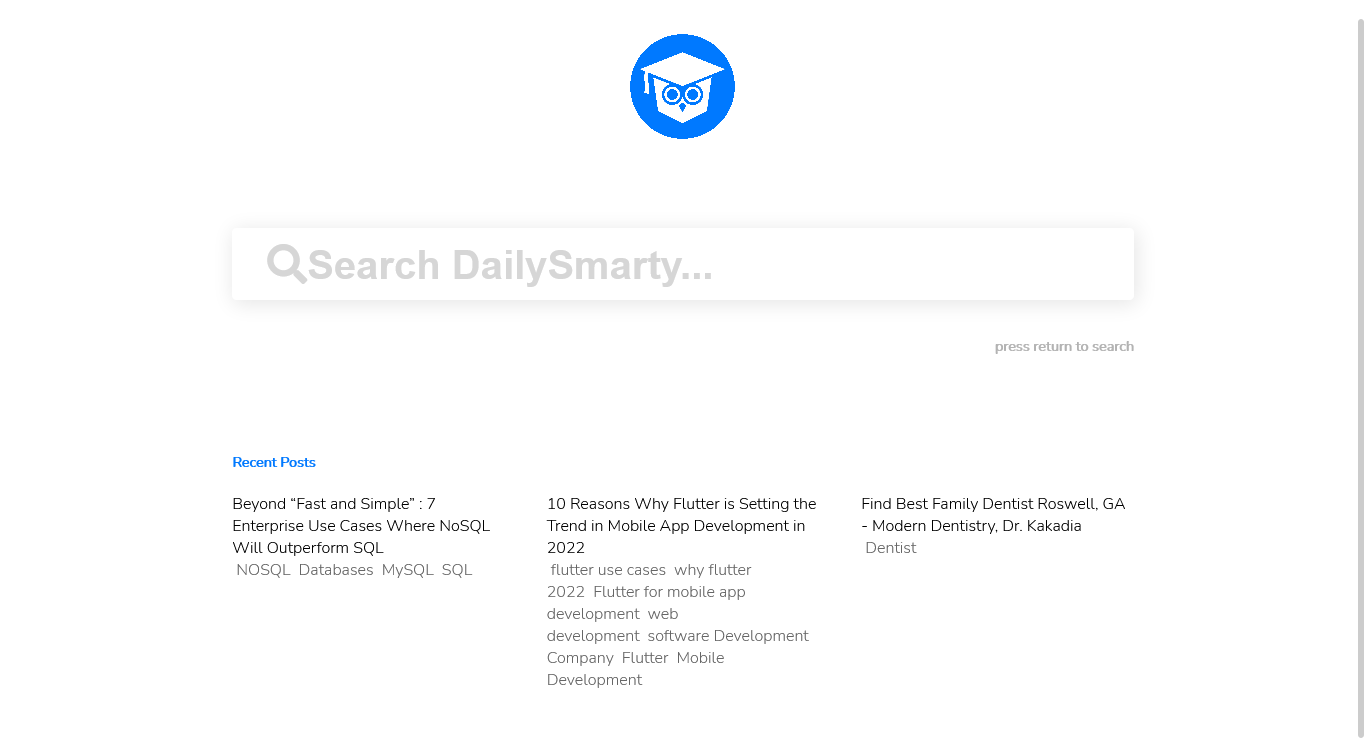 Search DailySmarty...
press return to search
Recent Posts
Beyond “Fast and Simple” : 7
Enterprise Use Cases Where NoSQL
Will Outperform SQL
NOSQL Databases MySQL SQL
10 Reasons Why Flutter is Setting the
Trend in Mobile App Development in
2022
flutter use cases why flutter
2022 Flutter for mobile app
development web
development software Development
Company Flutter Mobile
Development
Find Best Family Dentist Roswell, GA
- Modern Dentistry, Dr. Kakadia
Dentist